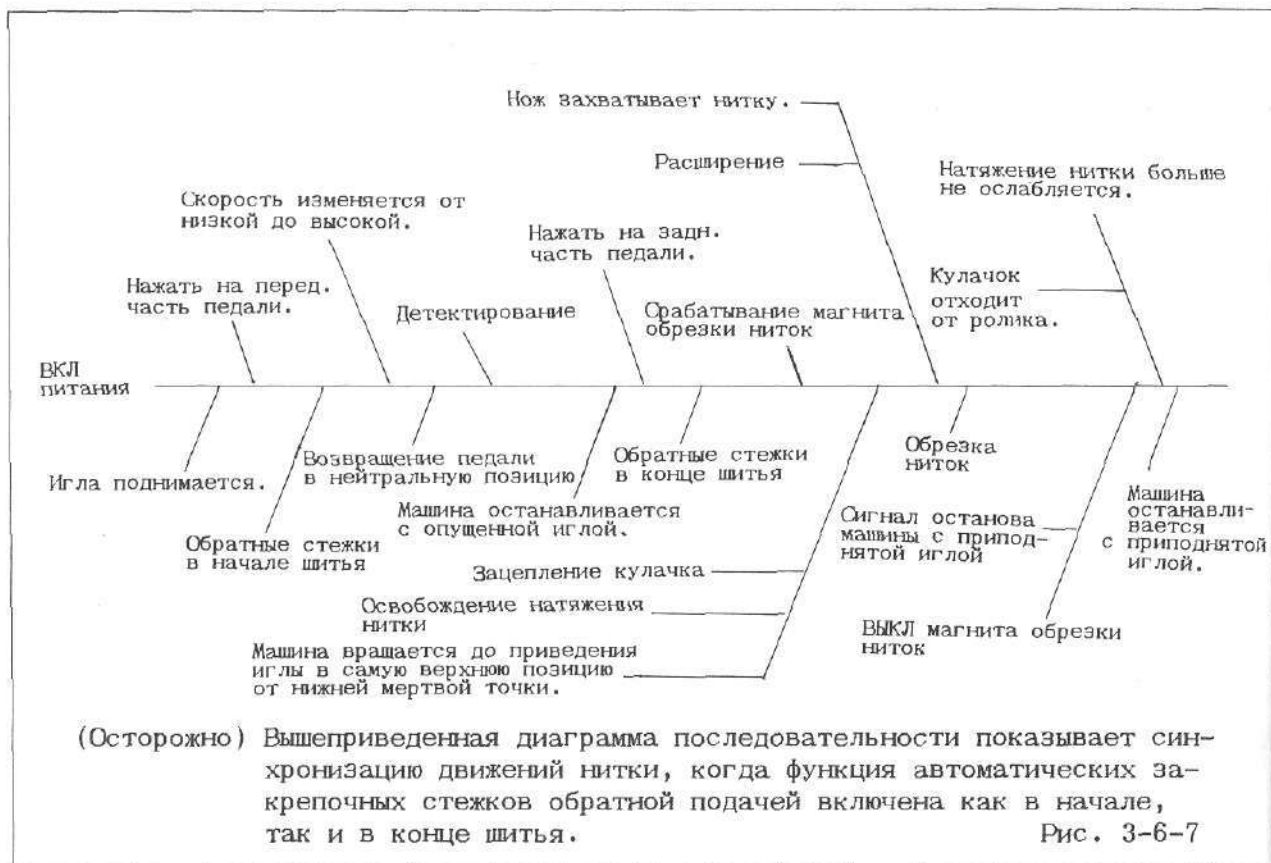 Нож захватывает нитку.
Расширение
Натяжение нитки больше
не ослабляется.
Скорость изменяется от
низкой до высокой.
Нажать на задн.
часть педали.
Кулачок
отходит
от ролика.
Нажать на перед.
часть педали.
Детектирование
Срабатывание магнита
обрезки ниток
ВКЛ
питания
Игла поднимается.
Возвращение педали
в нейтральную позицию
Обратные стежки
в конце шитья
Обрезка
ниток
Обратные стежки
в начале шитья
Машина останавливается
с опущенной иглой.
Сигнал останова
машины с припод-
нятой иглой
Машина
останавли-
вается
с приподнятой
иглой.
Зацепление кулачка
Освобождение натяжения
нитки
ВЫКЛ магнита обрезки
ниток
Машина вращается до приведения
иглы в самую верхнюю позицию
от нижней мертвой точки.
(Осторожно) Вышеприведенная диаграмма последовательности показывает син-
хронизацию движений нитки, когда функция автоматических за-
крепочных стежков обратной подачей включена как в начале,
так и в конце шитья. Рис. 3-6-7